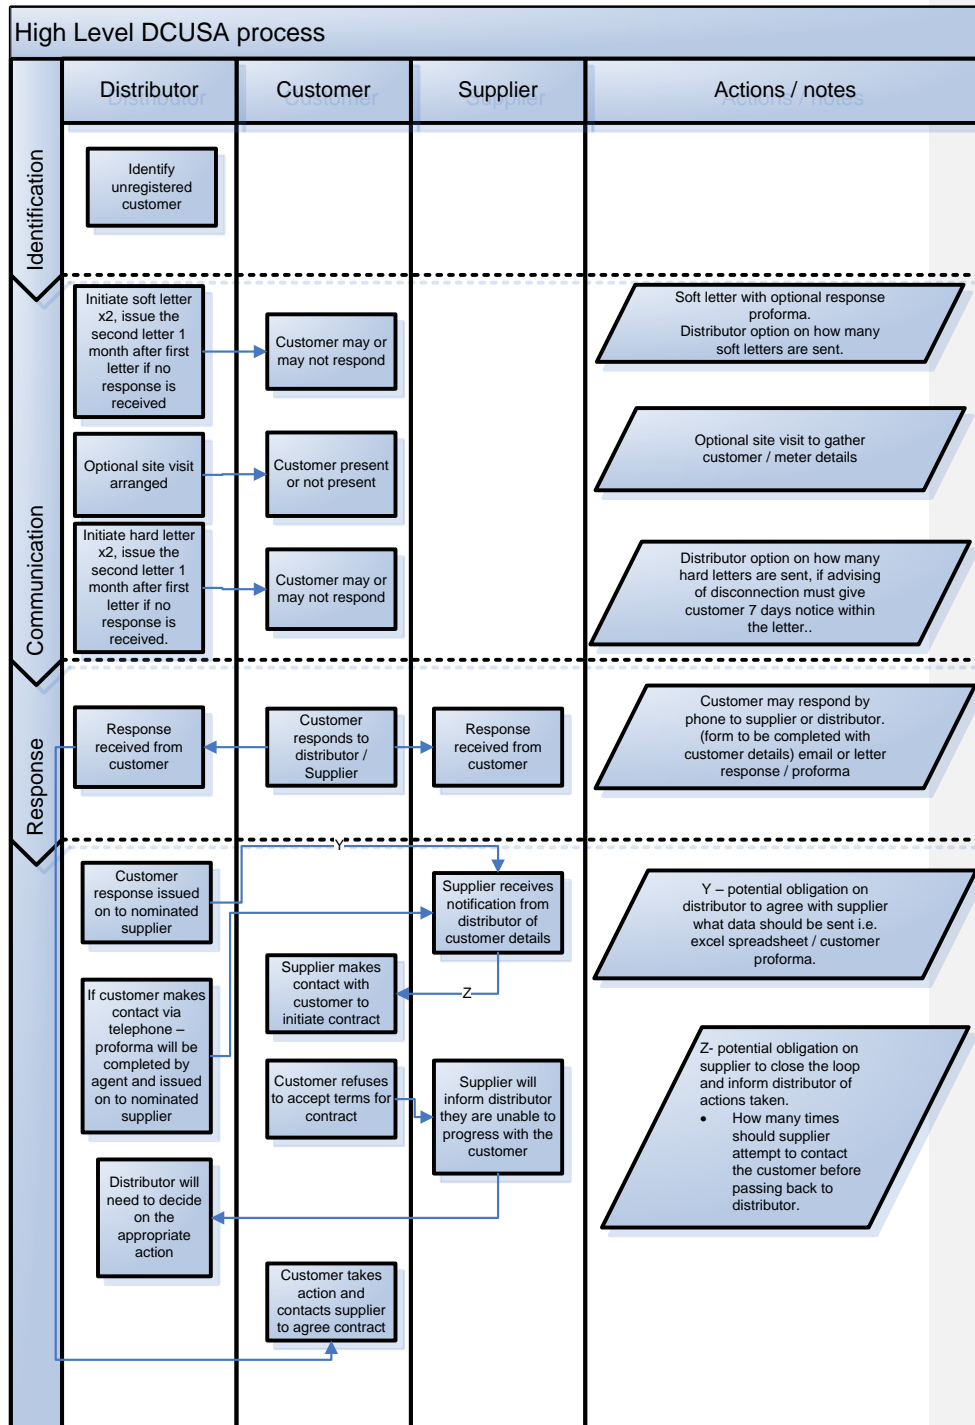 High Level DCUSA process
Distributor
Customer
Supplier
Actions / notes
Identification
Identify
unregistered
customer
Communication
Initiate soft letter
x2, issue the
second letter 1
month after first
letter if no
response is
received
Customer may or
may not respond
Soft letter with optional response
proforma.
Distributor option on how many
soft letters are sent.
Optional site visit
arranged
Customer present
or not present
Optional site visit to gather
customer / meter details
Initiate hard letter
x2, issue the
second letter 1
month after first
letter if no
response is
received.
Customer may or
may not respond
Distributor option on how many
hard letters are sent, if advising
of disconnection must give
customer 7 days notice within
the letter..
Response
Response
received from
customer
Customer
responds to
distributor /
Supplier
Response
received from
customer
Customer may respond by
phone to supplier or distributor.
(form to be completed with
customer details) email or letter
response / proforma
Y
Customer
response issued
on to nominated
supplier
Supplier receives
notification from
distributor of
customer details
Y – potential obligation on
distributor to agree with supplier
what data should be sent i.e.
excel spreadsheet / customer
proforma.
Supplier makes
contact with
customer to
initiate contract
Z
If customer makes
contact via
telephone –
proforma will be
completed by
agent and issued
on to nominated
supplier
Z- potential obligation on
supplier to close the loop
and inform distributor of
actions taken.
• How many times
should supplier
attempt to contact
the customer before
passing back to
distributor.
Customer refuses
to accept terms for
contract
Supplier will
inform distributor
they are unable to
progress with the
customer
Distributor will
need to decide
on the
appropriate
action
Customer takes
action and
contacts supplier
to agree contract